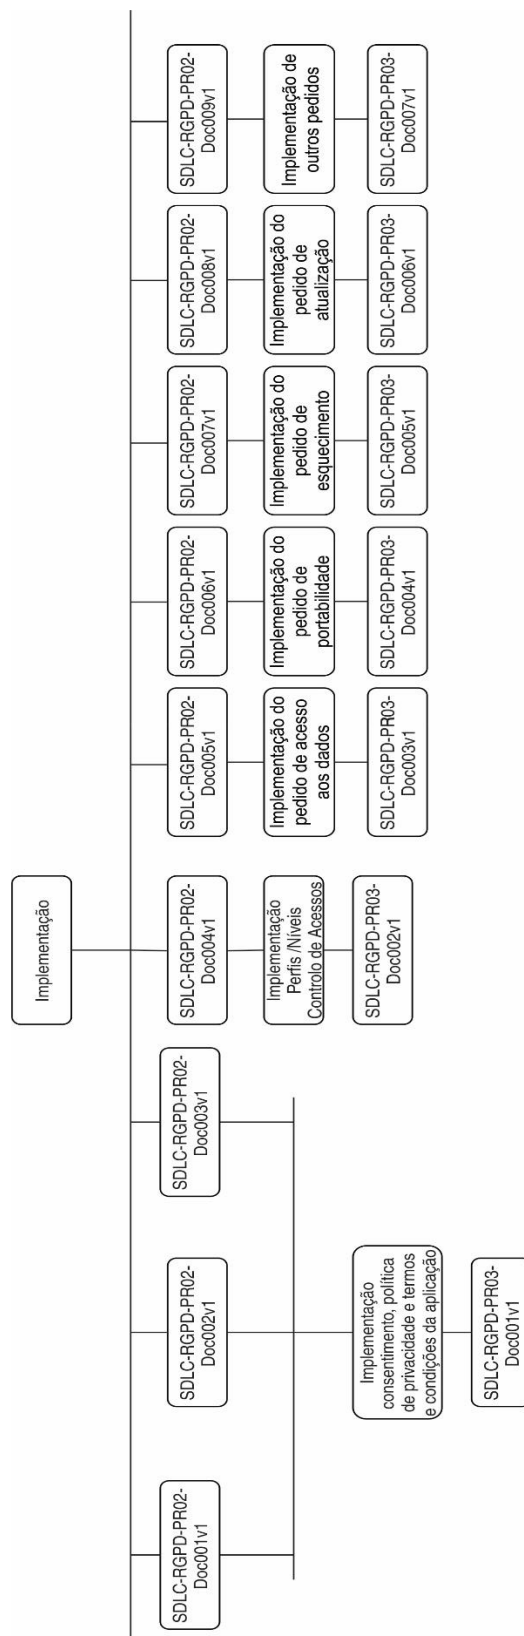 Implementação
SDLC-RGPD-PR02-
Doc001v1
SDLC-RGPD-PR02-
Doc002v1
SDLC-RGPD-PR02-
Doc003v1
SDLC-RGPD-PR02-
Doc004v1
SDLC-RGPD-PR02-
Doc005v1
SDLC-RGPD-PR02-
Doc006v1
SDLC-RGPD-PR02-
Doc007v1
SDLC-RGPD-PR02-
Doc008v1
SDLC-RGPD-PR02-
Doc009v1
Implementação
consentimento, política
de privacidade e termos
e condições da aplicação
Implementação
Perfis /Níveis
Controlo de Acessos
Implementação do
pedido de acesso
aos dados
Implementação do
pedido de
portabilidade
Implementação do
pedido de
esquecimento
Implementação do
pedido de
atualização
Implementação de
outros pedidos
SDLC-RGPD-PR03-
Doc001v1
SDLC-RGPD-PR03-
Doc002v1
SDLC-RGPD-PR03-
Doc003v1
SDLC-RGPD-PR03-
Doc004v1
SDLC-RGPD-PR03-
Doc005v1
SDLC-RGPD-PR03-
Doc006v1
SDLC-RGPD-PR03-
Doc007v1